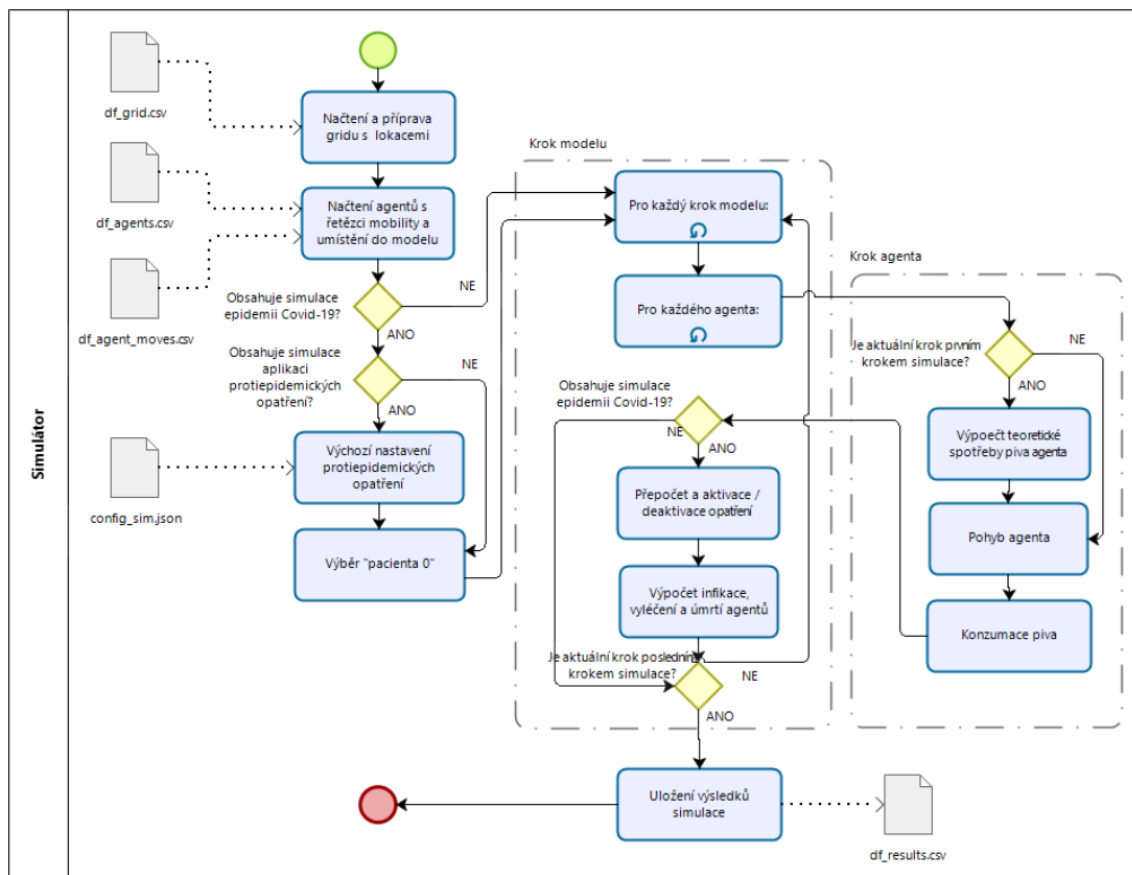 Simulátor
df_grid.csv
Načtení a příprava
gridu s lokacemi
df_agents.csv
Načtení agentů s
řetězci mobility a
umístění do modelu
df_agent_moves.csv
Obsahuje simulace
epidemii Covid-19?
NE
ANO
Obsahuje simulace
aplikaci
protiepidemických
opatření?
NE
ANO
config_sim.json
Výchozí nastavení
protiepidemických
opatření
Výběr "pacienta 0"
Krok modelu
Pro každý krok modelu:
Pro každého agenta:
Krok agenta
Je aktuální krok prvním
krokem simulace?
NE
ANO
Výpoečt teoretické
spotřeby piva agenta
Pohyb agenta
Konzumace piva
Obsahuje simulace
epidemii Covid-19?
NE
ANO
Přepočet a aktivace /
deaktivace opatření
Výpočet infikace,
vyléčení a úmrtí agentů
Je aktuální krok posledním
krokem simulace?
NE
ANO
Uložení výsledků
simulace
df_results.csv